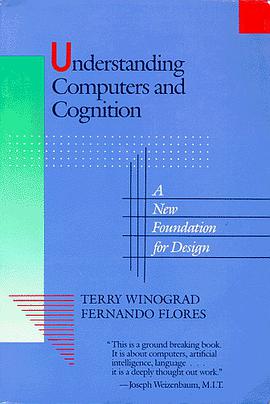 Understanding
Computers and
Cognition
A
New
Foundation
for Design
TERRY WINOGRAD
FERNANDO FLORES
“This is a ground breaking book.
It is about computers, artificial
intelligence, language . . .
it is a deeply thought out work.”
—Joseph Weizenbaum, M.I.T.